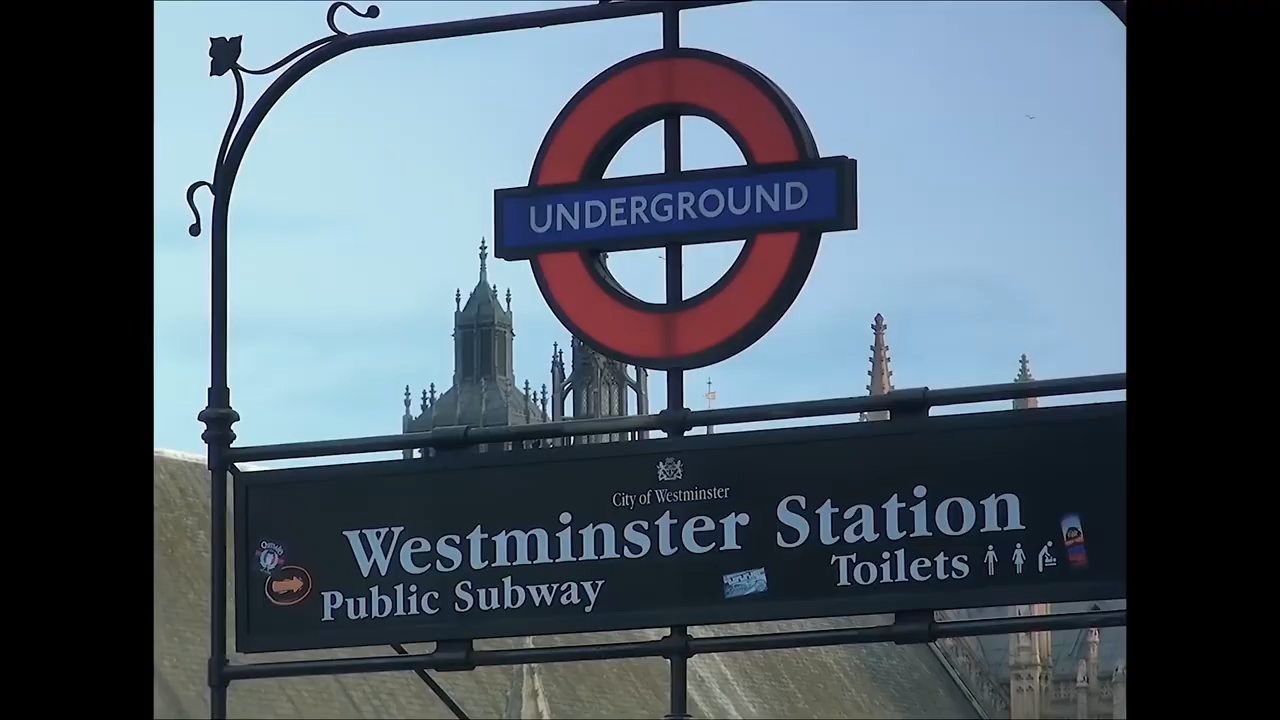 UNDERGROUND
City of Westminster
Westminster Station
Public Subway
Toilets